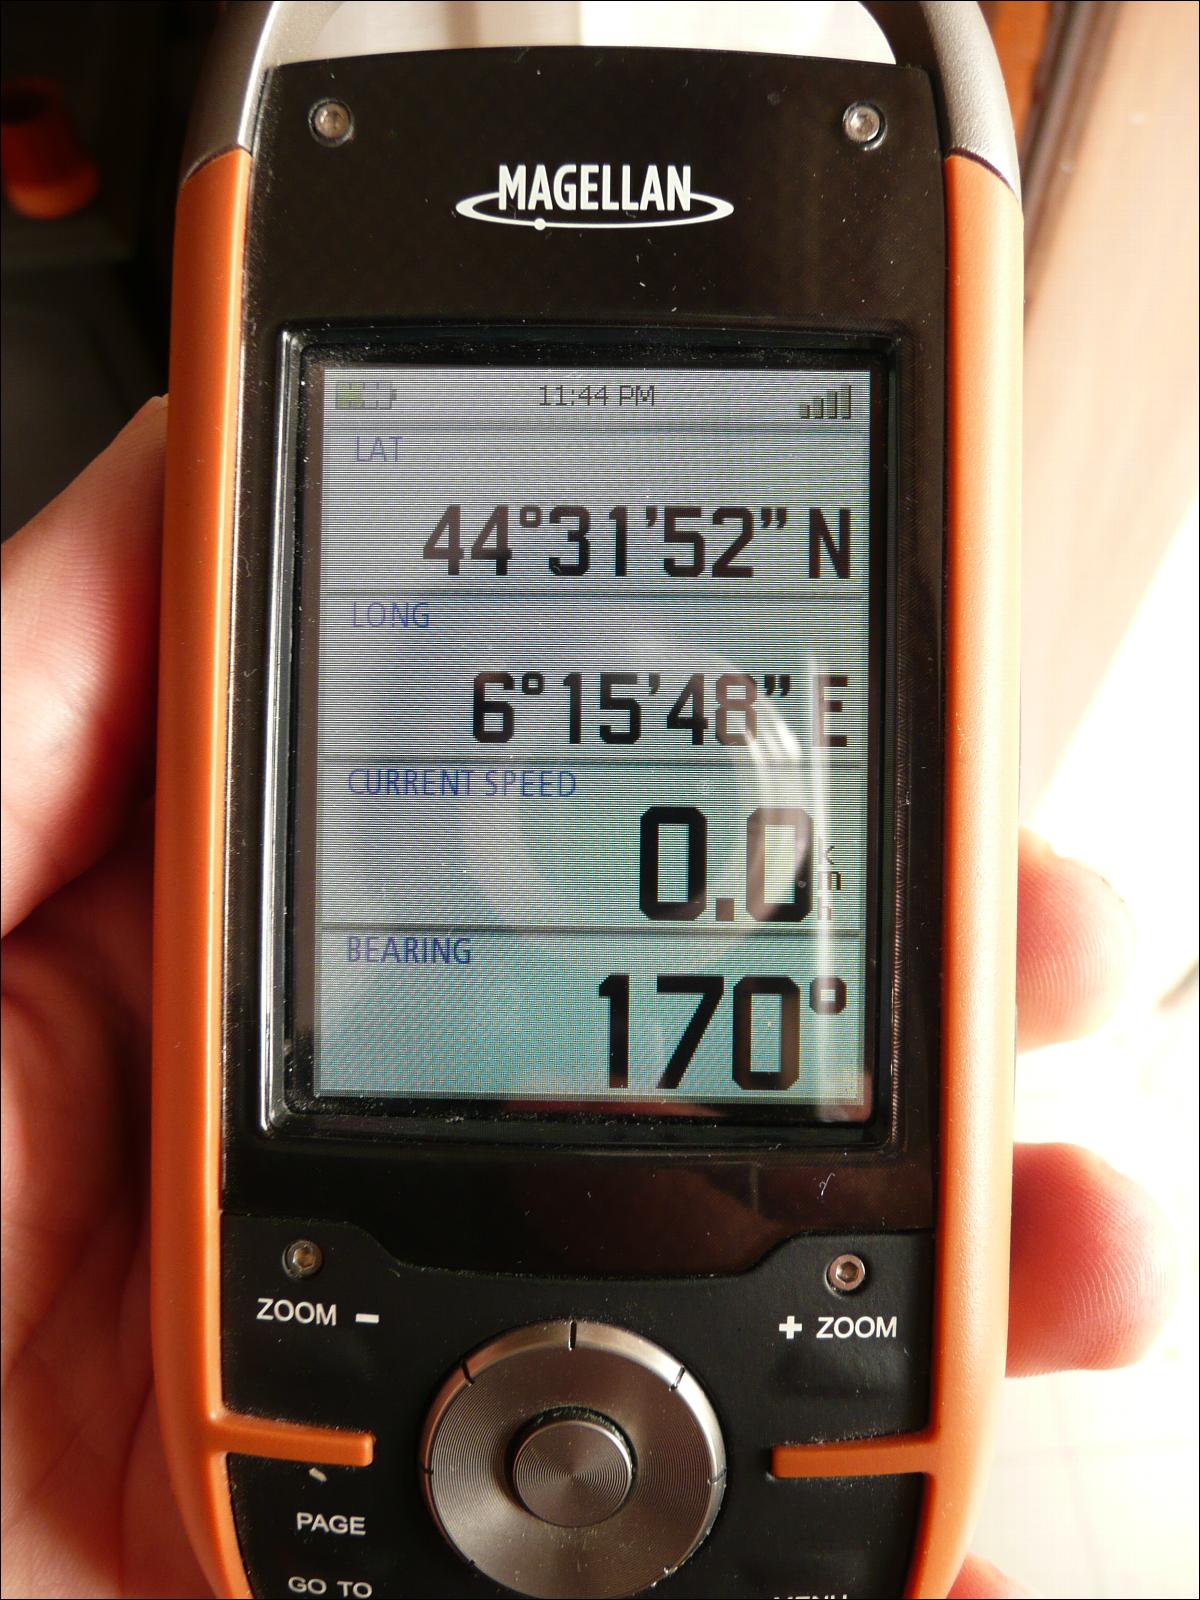 MAGELLAN
11:44 PM
LAT
44°31'52" N
LONG
6°15'48" E
CURRENT SPEED
0.0 km h
BEARING
170°
ZOOM −
+ ZOOM
PAGE
GO TO
MENU